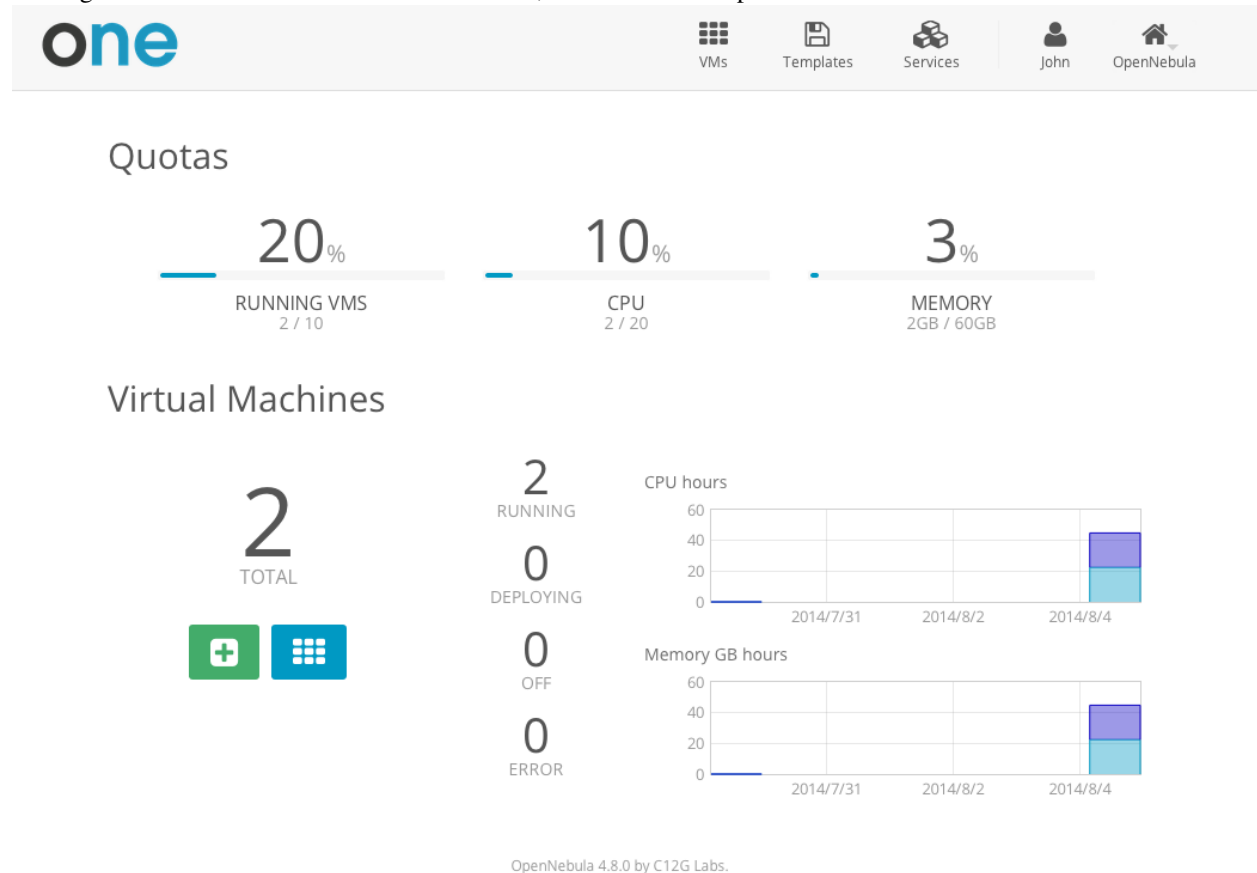 one
VMs Templates Services John OpenNebula
Quotas
20% 10% 3%
RUNNING VMS CPU MEMORY
2 / 10 2 / 20 2GB / 60GB
Virtual Machines
2
TOTAL
2
RUNNING
0
DEPLOYING
0
OFF
0
ERROR
CPU hours
60
40
20
0
2014/7/31 2014/8/2 2014/8/4
Memory GB hours
60
40
20
0
2014/7/31 2014/8/2 2014/8/4
OpenNebula 4.8.0 by C12G Labs.